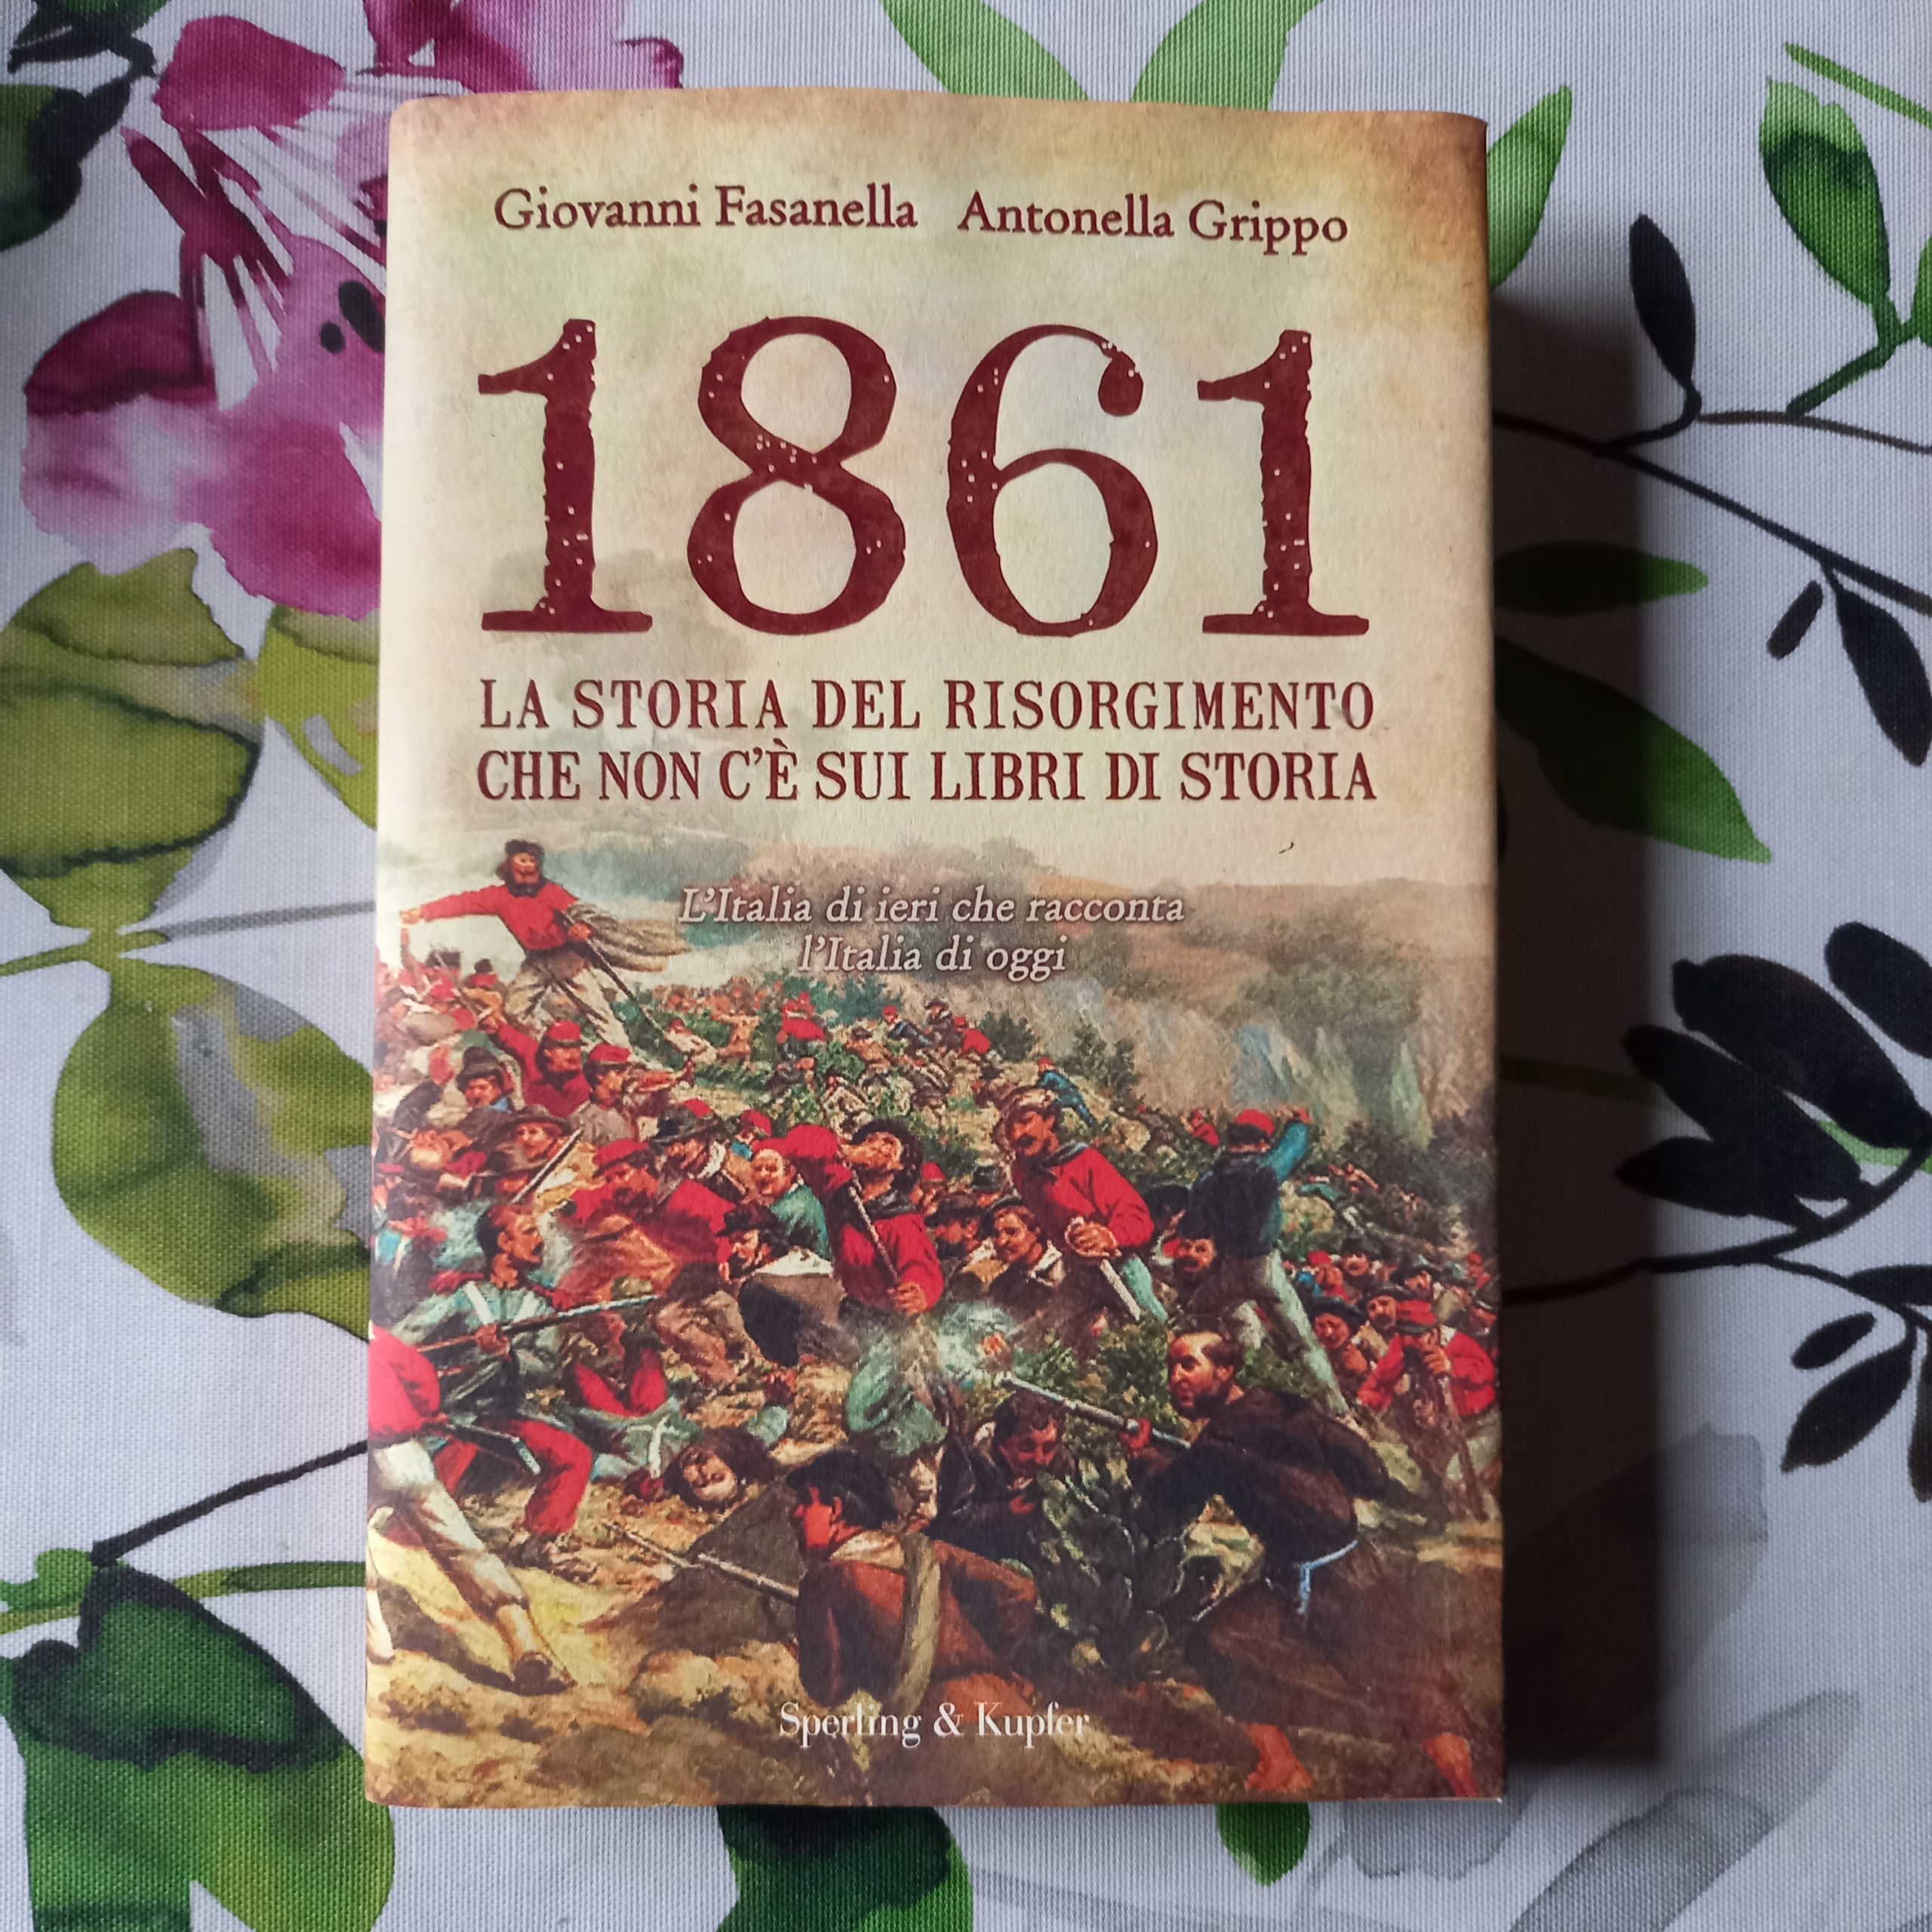 Giovanni Fasanella Antonella Grippo
1861
LA STORIA DEL RISORGIMENTO
CHE NON C'È SUI LIBRI DI STORIA
L'Italia di ieri che racconta
l'Italia di oggi
Sperling & Kupfer